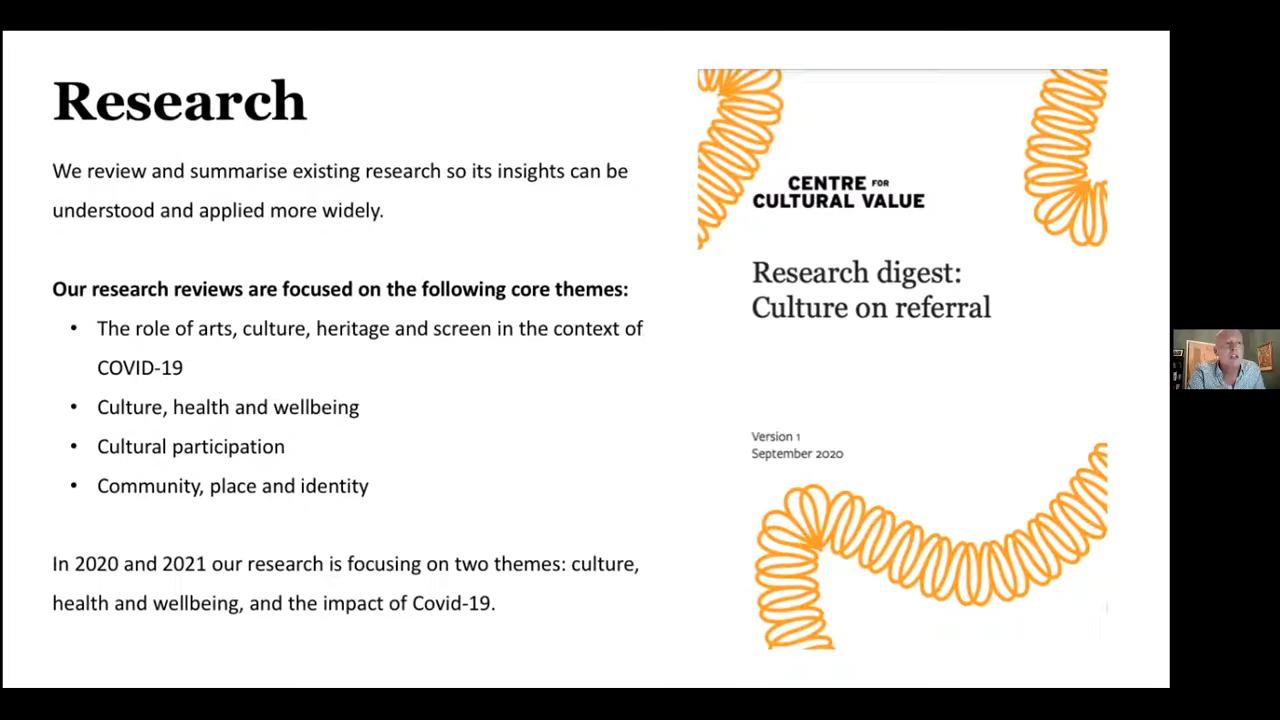 Research
We review and summarise existing research so its insights can be
understood and applied more widely.
Our research reviews are focused on the following core themes:
• The role of arts, culture, heritage and screen in the context of
COVID-19
• Culture, health and wellbeing
• Cultural participation
• Community, place and identity
In 2020 and 2021 our research is focusing on two themes: culture,
health and wellbeing, and the impact of Covid-19.
CENTRE FOR
CULTURAL VALUE
Research digest:
Culture on referral
Version 1
September 2020